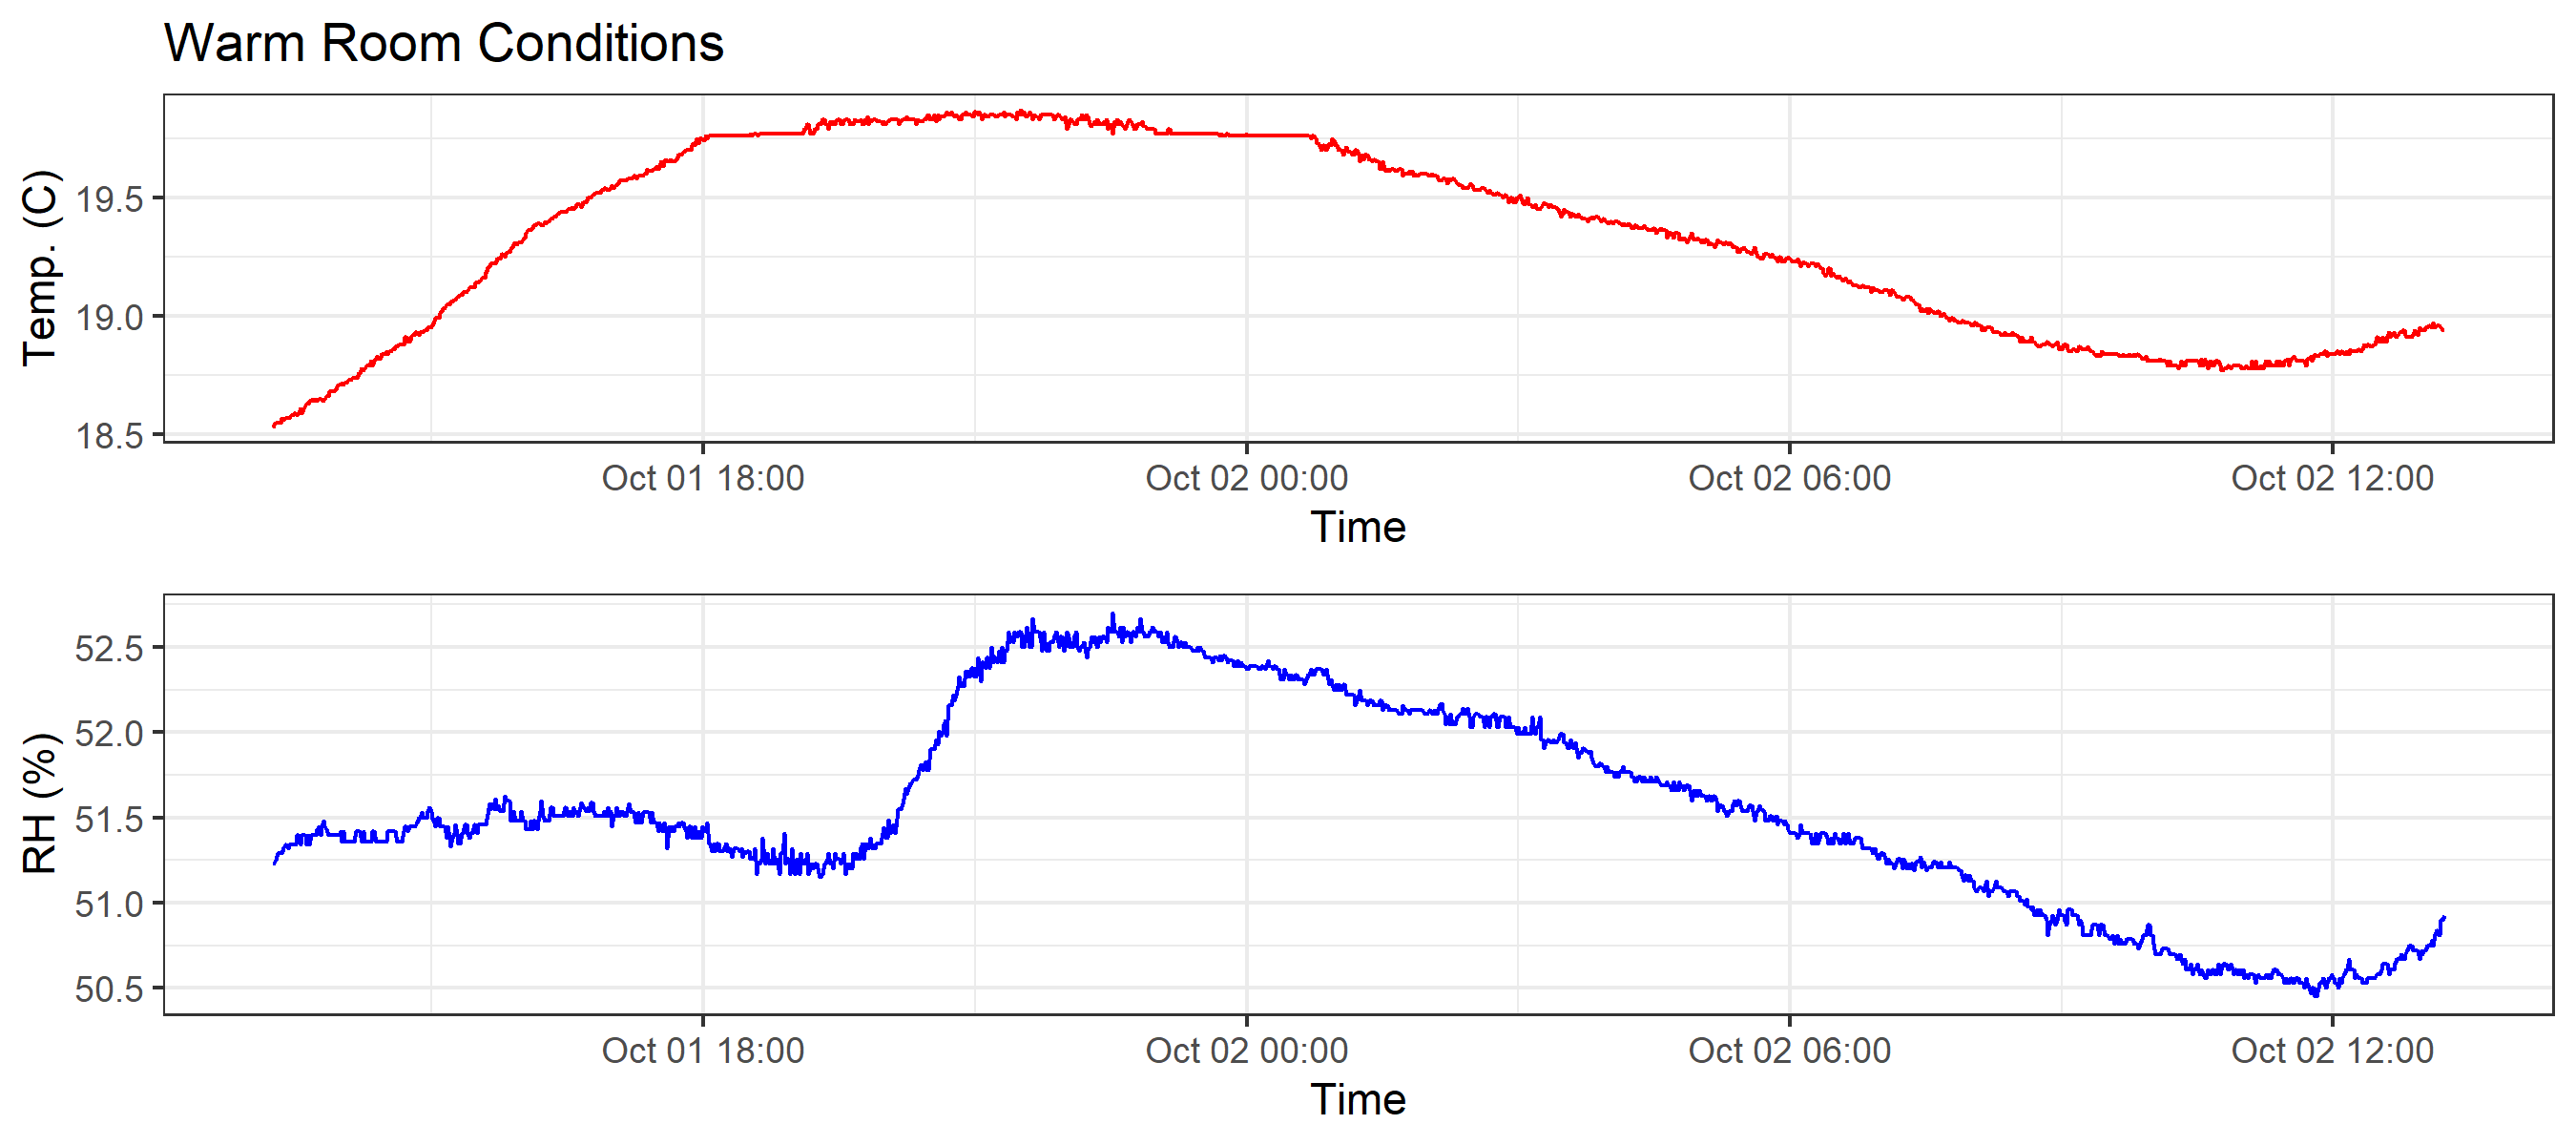 Warm Room Conditions
Temp. (C)
19.5
19.0
18.5
Oct 01 18:00 Oct 02 00:00 Oct 02 06:00 Oct 02 12:00
Time
RH (%)
52.5
52.0
51.5
51.0
50.5
Oct 01 18:00 Oct 02 00:00 Oct 02 06:00 Oct 02 12:00
Time